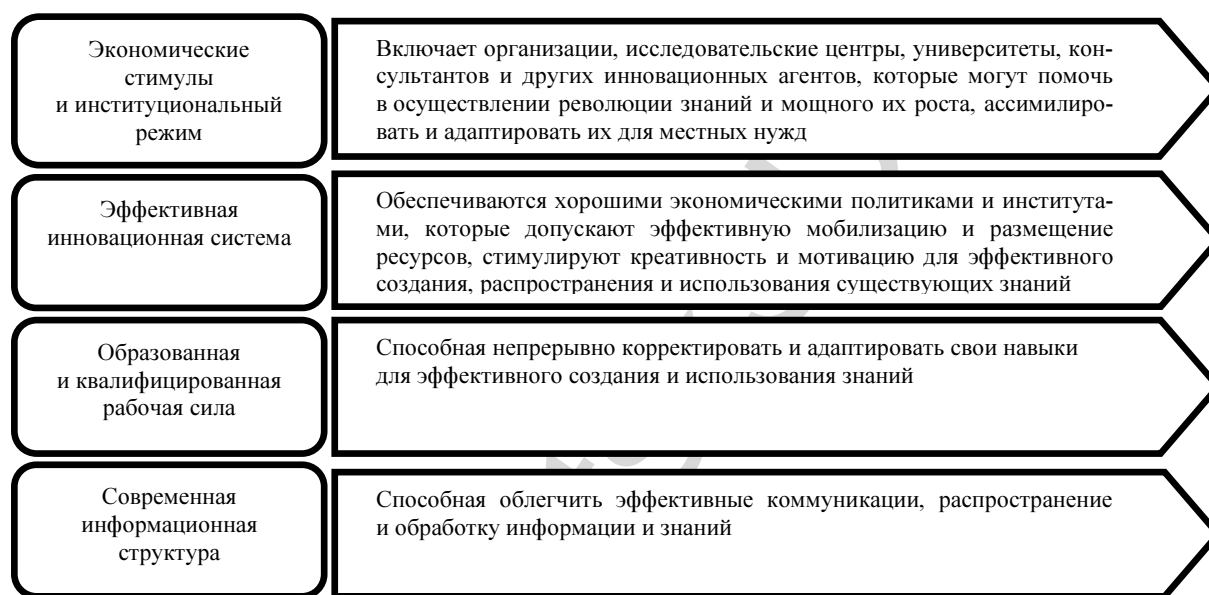 Экономические
стимулы
и институциональный
режим
Включает организации, исследовательские центры, университеты, кон-
сультантов и других инновационных агентов, которые могут помочь
в осуществлении революции знаний и мощного их роста, ассимилиро-
вать и адаптировать их для местных нужд
Эффективная
инновационная система
Обеспечиваются хорошими экономическими политиками и института-
ми, которые допускают эффективную мобилизацию и размещение
ресурсов, стимулируют креативность и мотивацию для эффективного
создания, распространения и использования существующих знаний
Образованная
и квалифицированная
рабочая сила
Способная непрерывно корректировать и адаптировать свои навыки
для эффективного создания и использования знаний
Современная
информационная
структура
Способная облегчить эффективные коммуникации, распространение
и обработку информации и знаний